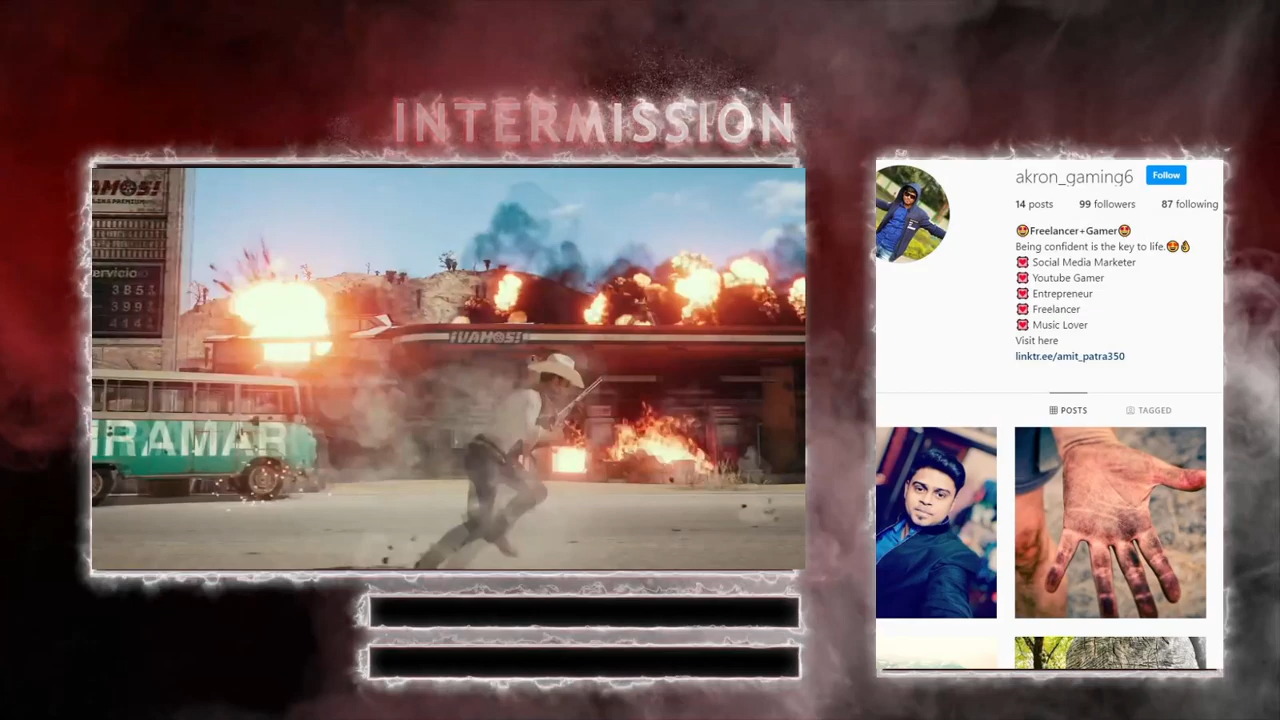 INTERMISSION
AMOS!
ervicio
385
399
414
¡VAMOS!
IRAMAR
akron_gaming6
Follow
14 posts 99 followers 87 following
🤩Freelancer+Gamer🤩
Being confident is the key to life.🤩👌
💓 Social Media Marketer
💓 Youtube Gamer
💓 Entrepreneur
💓 Freelancer
💓 Music Lover
Visit here
linktr.ee/amit_patra350
POSTS TAGGED